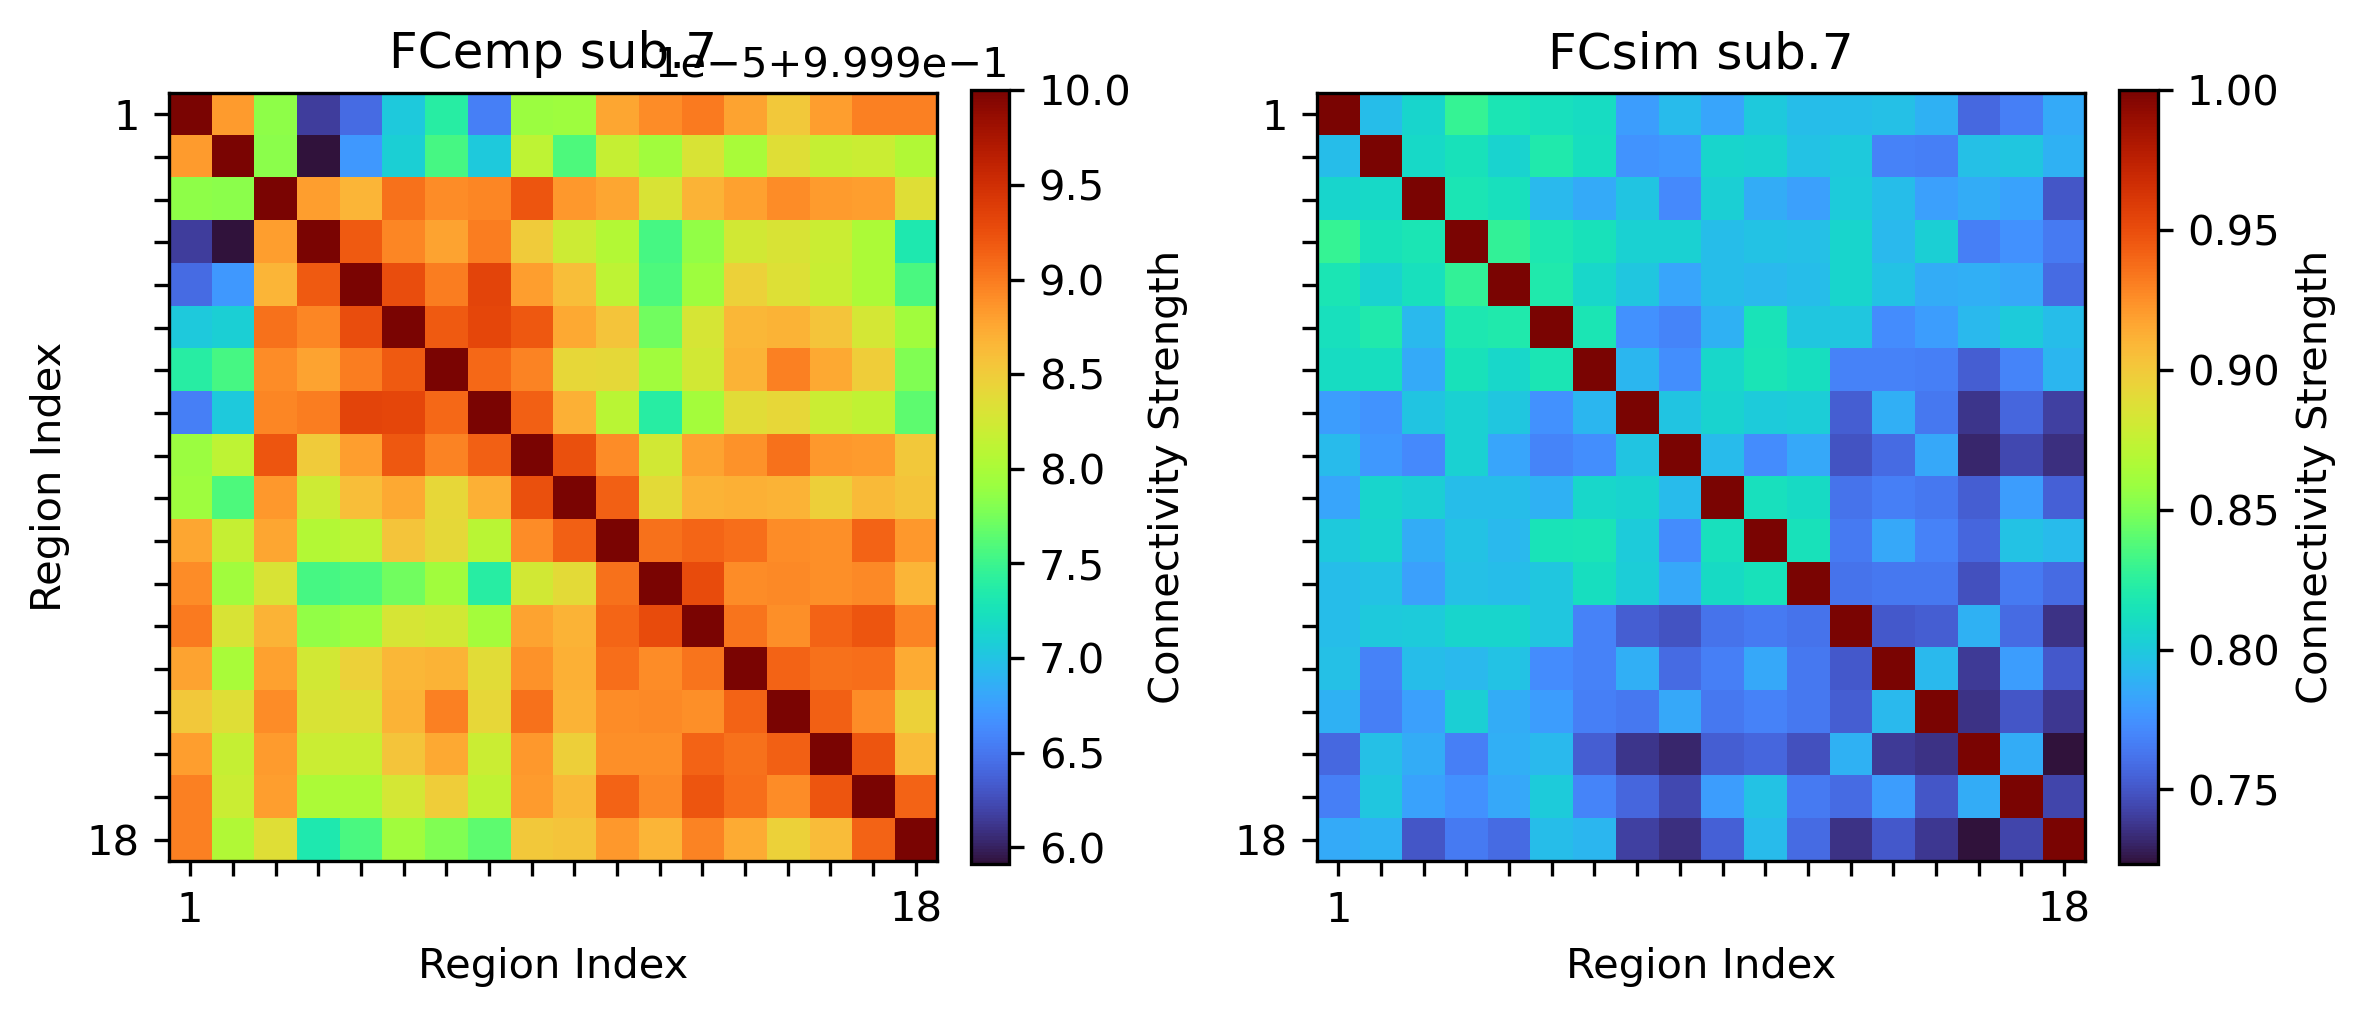 FCemp sub.7
1e−5+9.999e−1
1
18
1
18
Region Index
Region Index
10.0
9.5
9.0
8.5
8.0
7.5
7.0
6.5
6.0
Connectivity Strength
FCsim sub.7
1
18
1
18
Region Index
1.00
0.95
0.90
0.85
0.80
0.75
Connectivity Strength